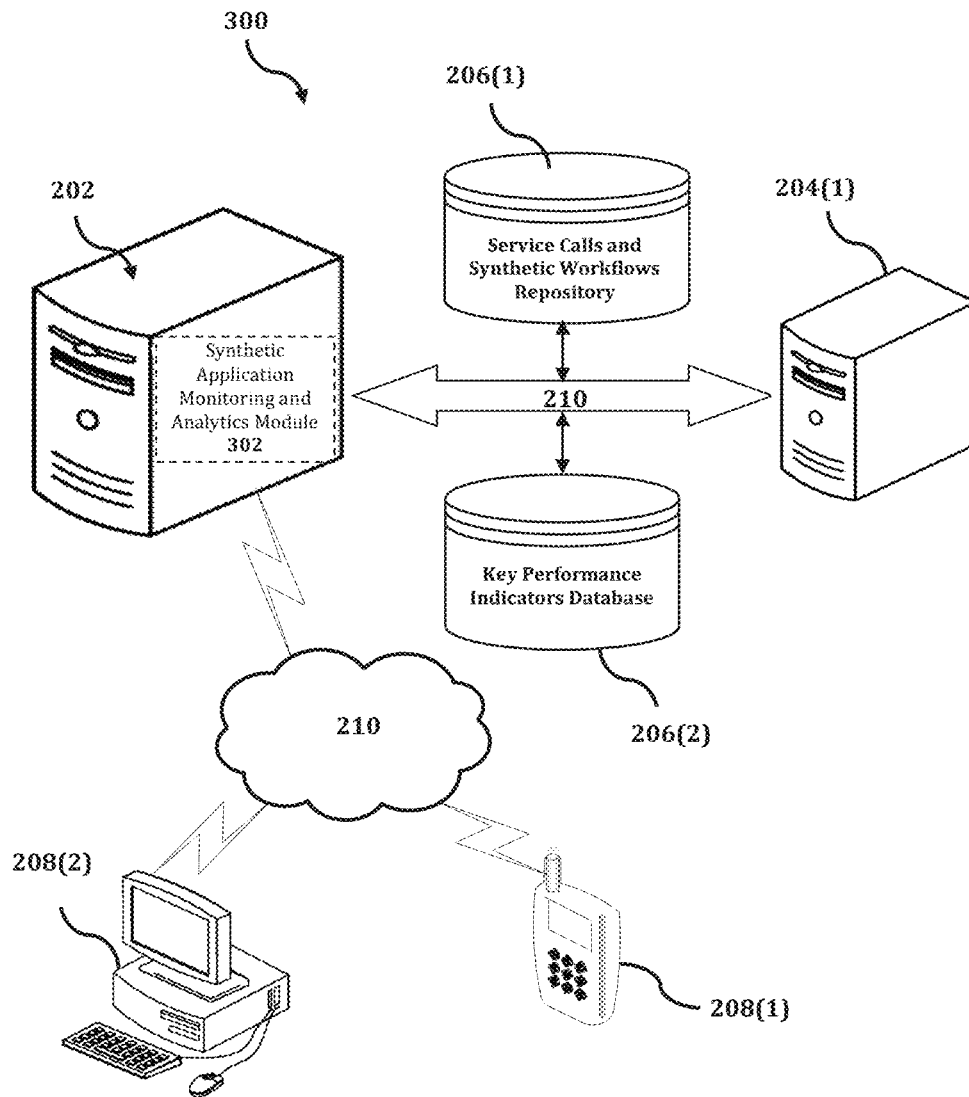 300
206(1)
202
204(1)
Service Calls and
Synthetic Workflows
Repository
Synthetic
Application
Monitoring and
Analytics Module
302
210
Key Performance
Indicators Database
206(2)
210
208(2)
208(1)